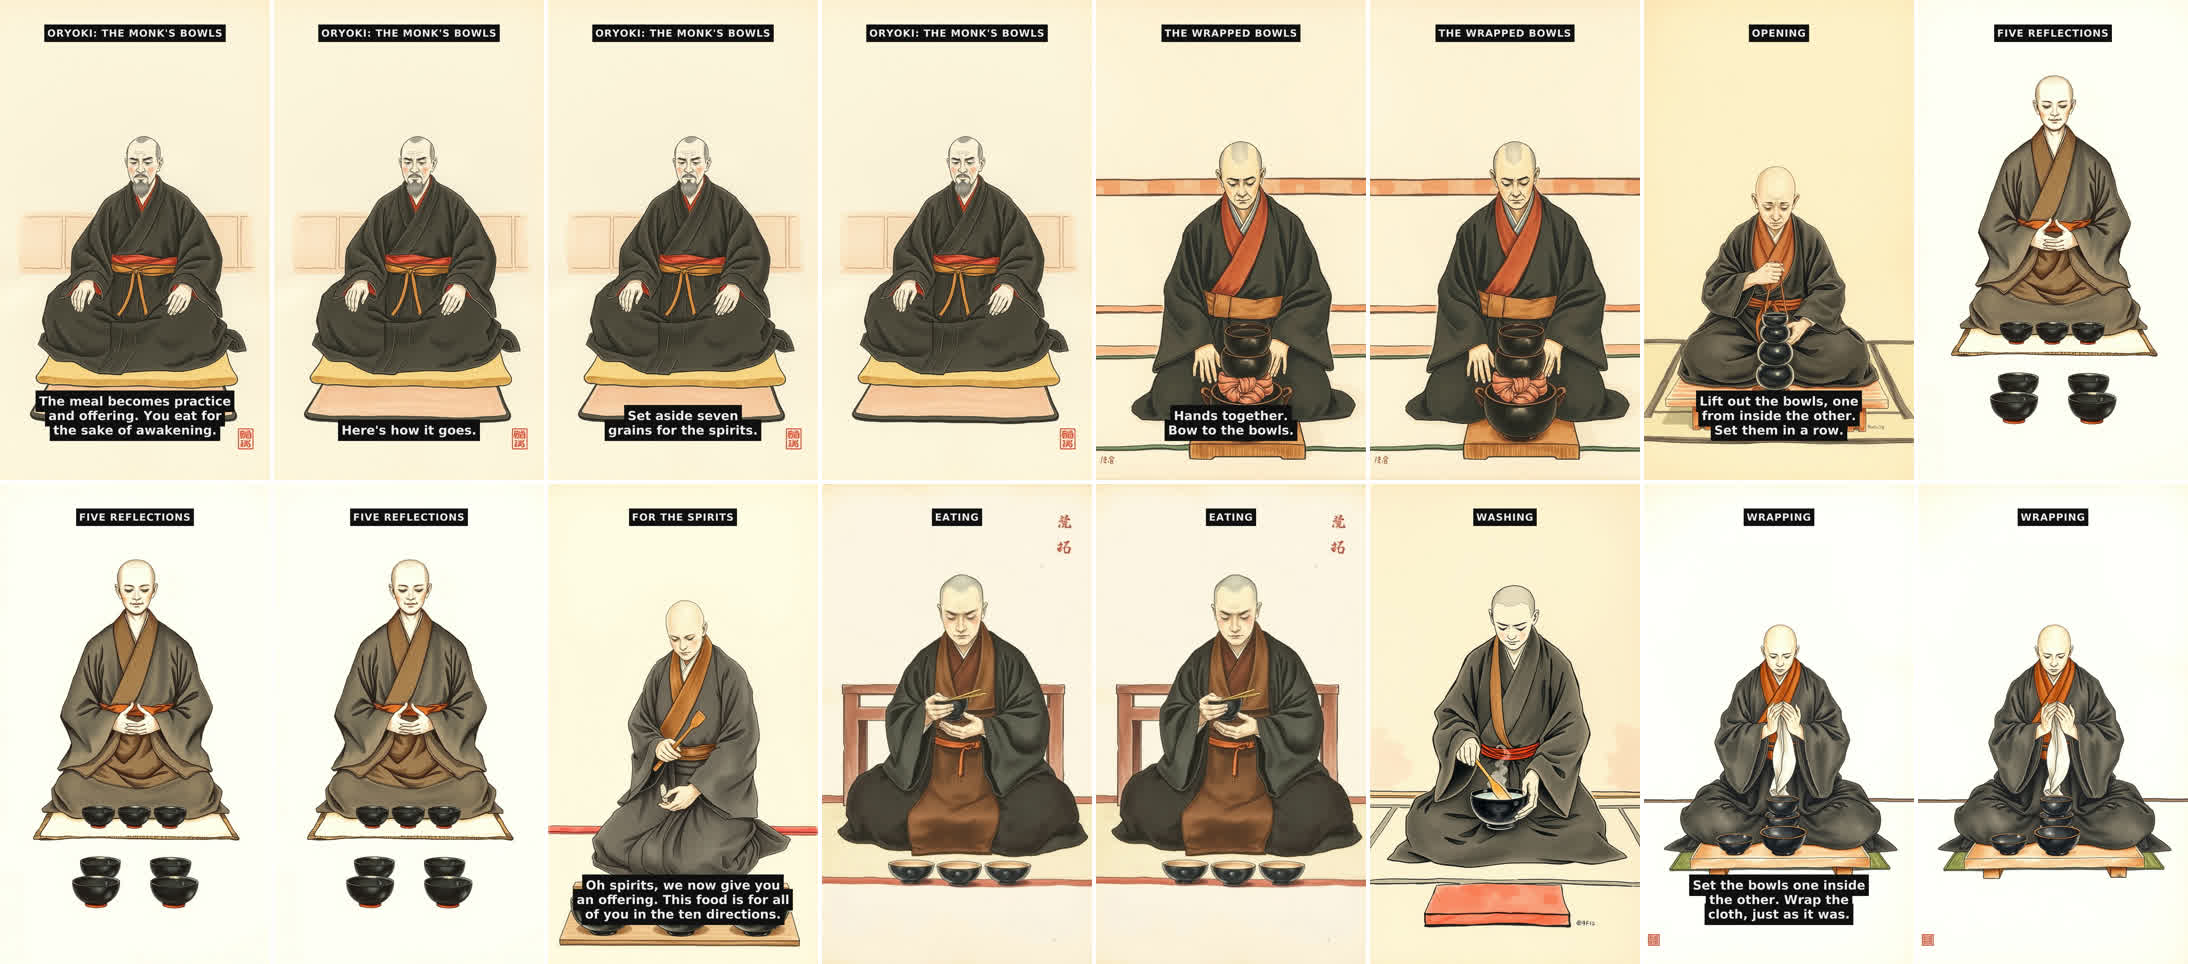 ORYOKI: THE MONK'S BOWLS
The meal becomes practice
and offering. You eat for
the sake of awakening.
ORYOKI: THE MONK'S BOWLS
Here's how it goes.
ORYOKI: THE MONK'S BOWLS
Set aside seven
grains for the spirits.
ORYOKI: THE MONK'S BOWLS
THE WRAPPED BOWLS
Hands together.
Bow to the bowls.
THE WRAPPED BOWLS
OPENING
Lift out the bowls, one
from inside the other.
Set them in a row.
FIVE REFLECTIONS
FIVE REFLECTIONS
FIVE REFLECTIONS
FOR THE SPIRITS
Oh spirits, we now give you
an offering. This food is for all
of you in the ten directions.
EATING
EATING
WASHING
WRAPPING
Set the bowls one inside
the other. Wrap the
cloth, just as it was.
WRAPPING